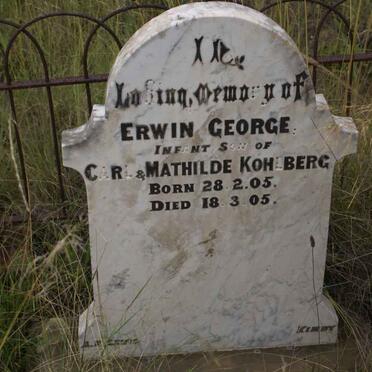 In
Loving Memory of
ERWIN GEORGE
INFANT SON OF
CARL & MATHILDE KOHLBERG
BORN 28.2.05.
DIED 18.3.05.